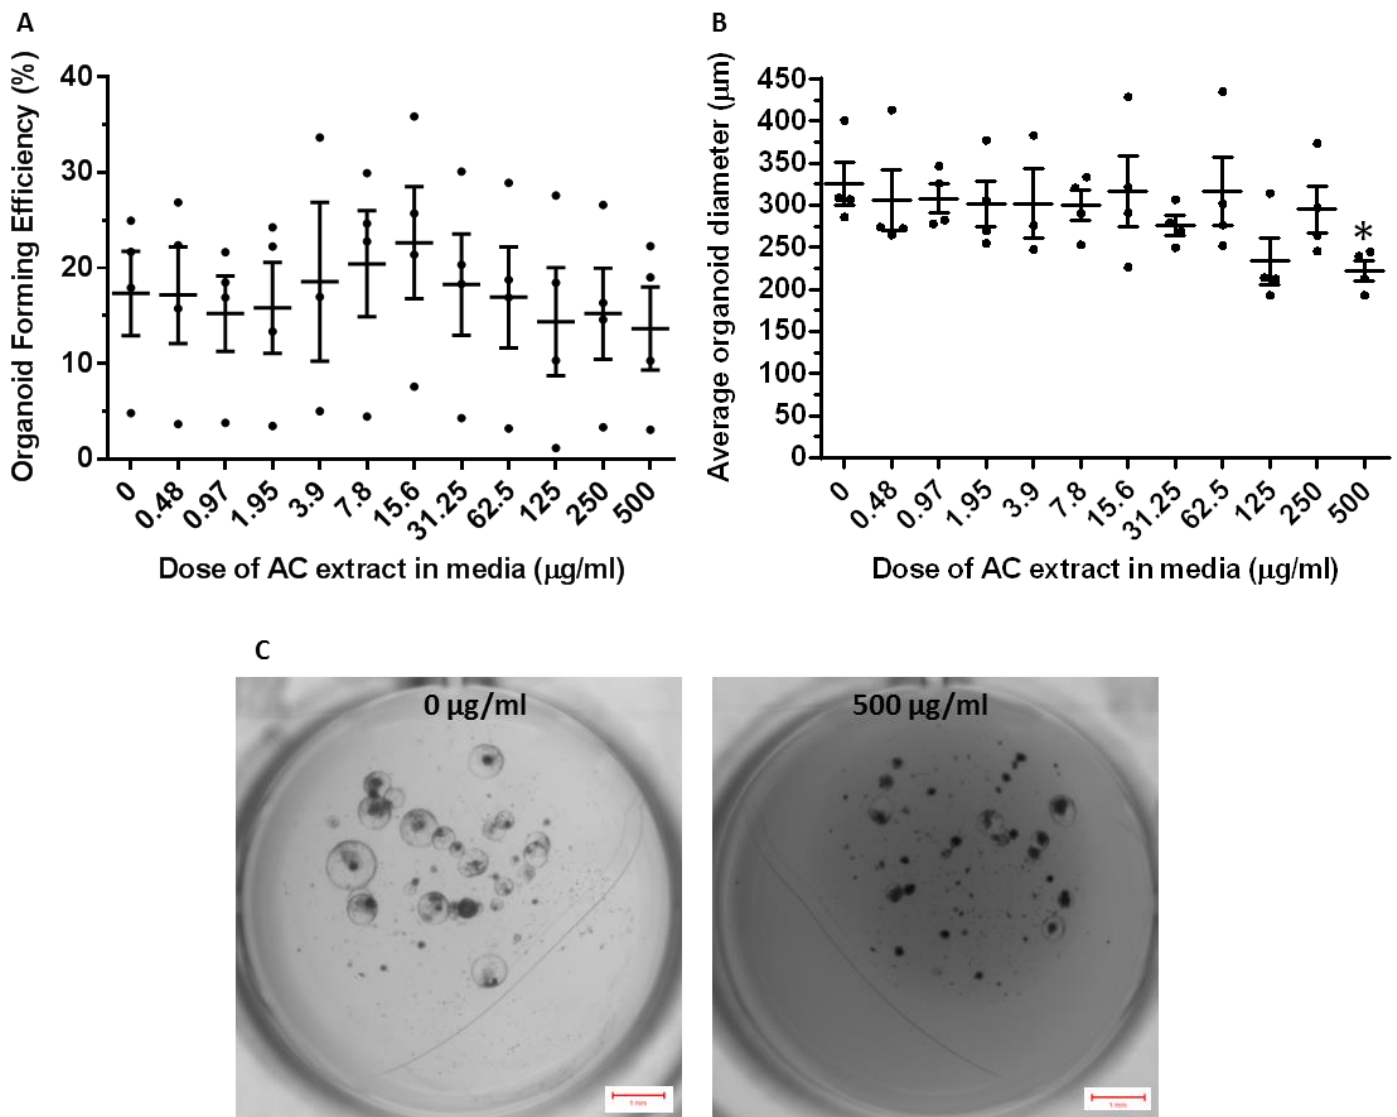 A
Organoid Forming Efficiency (%)
40
30
20
10
0
0 0.48 0.97 1.95 3.9 7.8 15.6 31.25 62.5 125 250 500
Dose of AC extract in media (μg/ml)
B
Average organoid diameter (μm)
450
400
350
300
250
200
150
100
50
0
*
0 0.48 0.97 1.95 3.9 7.8 15.6 31.25 62.5 125 250 500
Dose of AC extract in media (μg/ml)
C
0 μg/ml
1 mm
500 μg/ml
1 mm